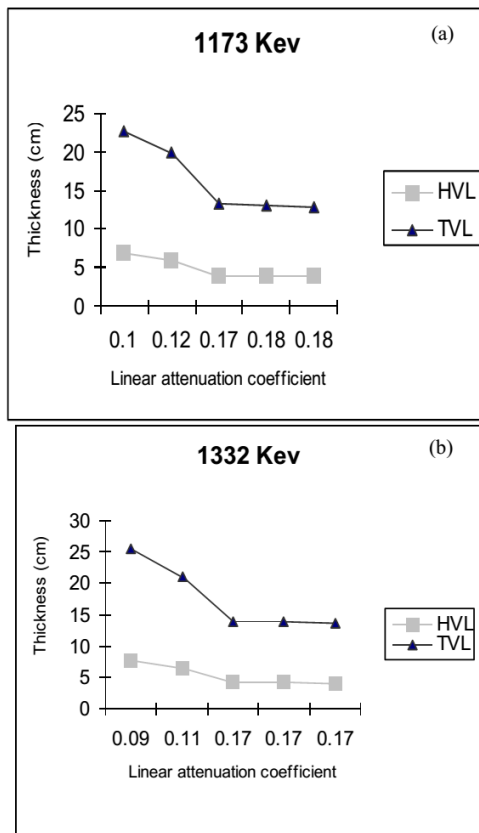 (a)
1173 Kev
25
20
15
10
5
0
Thickness (cm)
0.1 0.12 0.17 0.18 0.18
Linear attenuation coefficient
HVL
TVL
(b)
1332 Kev
30
25
20
15
10
5
0
Thickness (cm)
0.09 0.11 0.17 0.17 0.17
Linear attenuation coefficient
HVL
TVL